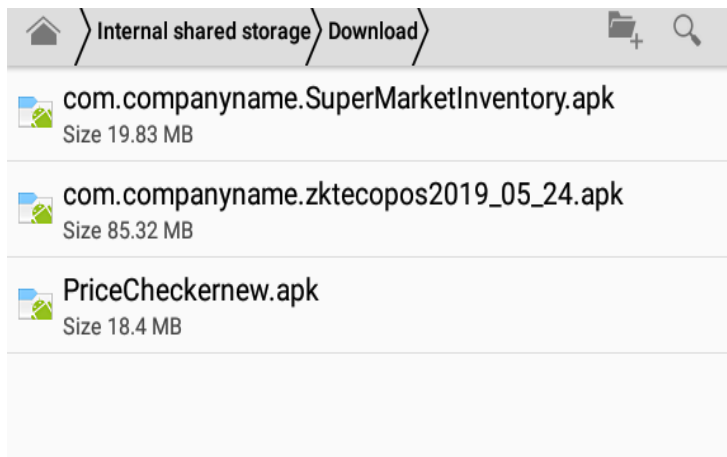 Internal shared storage Download
com.companyname.SuperMarketInventory.apk
Size 19.83 MB
com.companyname.zktecopos2019_05_24.apk
Size 85.32 MB
PriceCheckernew.apk
Size 18.4 MB